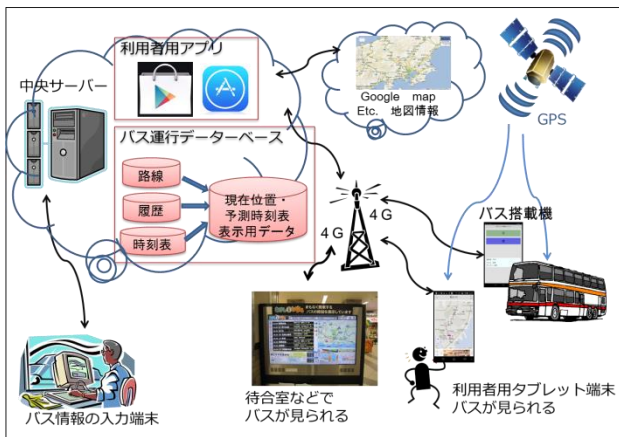 利用者用アプリ
中央サーバー
Google map
Etc. 地図情報
GPS
バス運行データーベース
路線
履歴
時刻表
現在位置・
予測時刻表
表示用データ
4G
4G
バス搭載機
バス情報の入力端末
待合室などで
バスが見られる
利用者用タブレット端末
バスが見られる